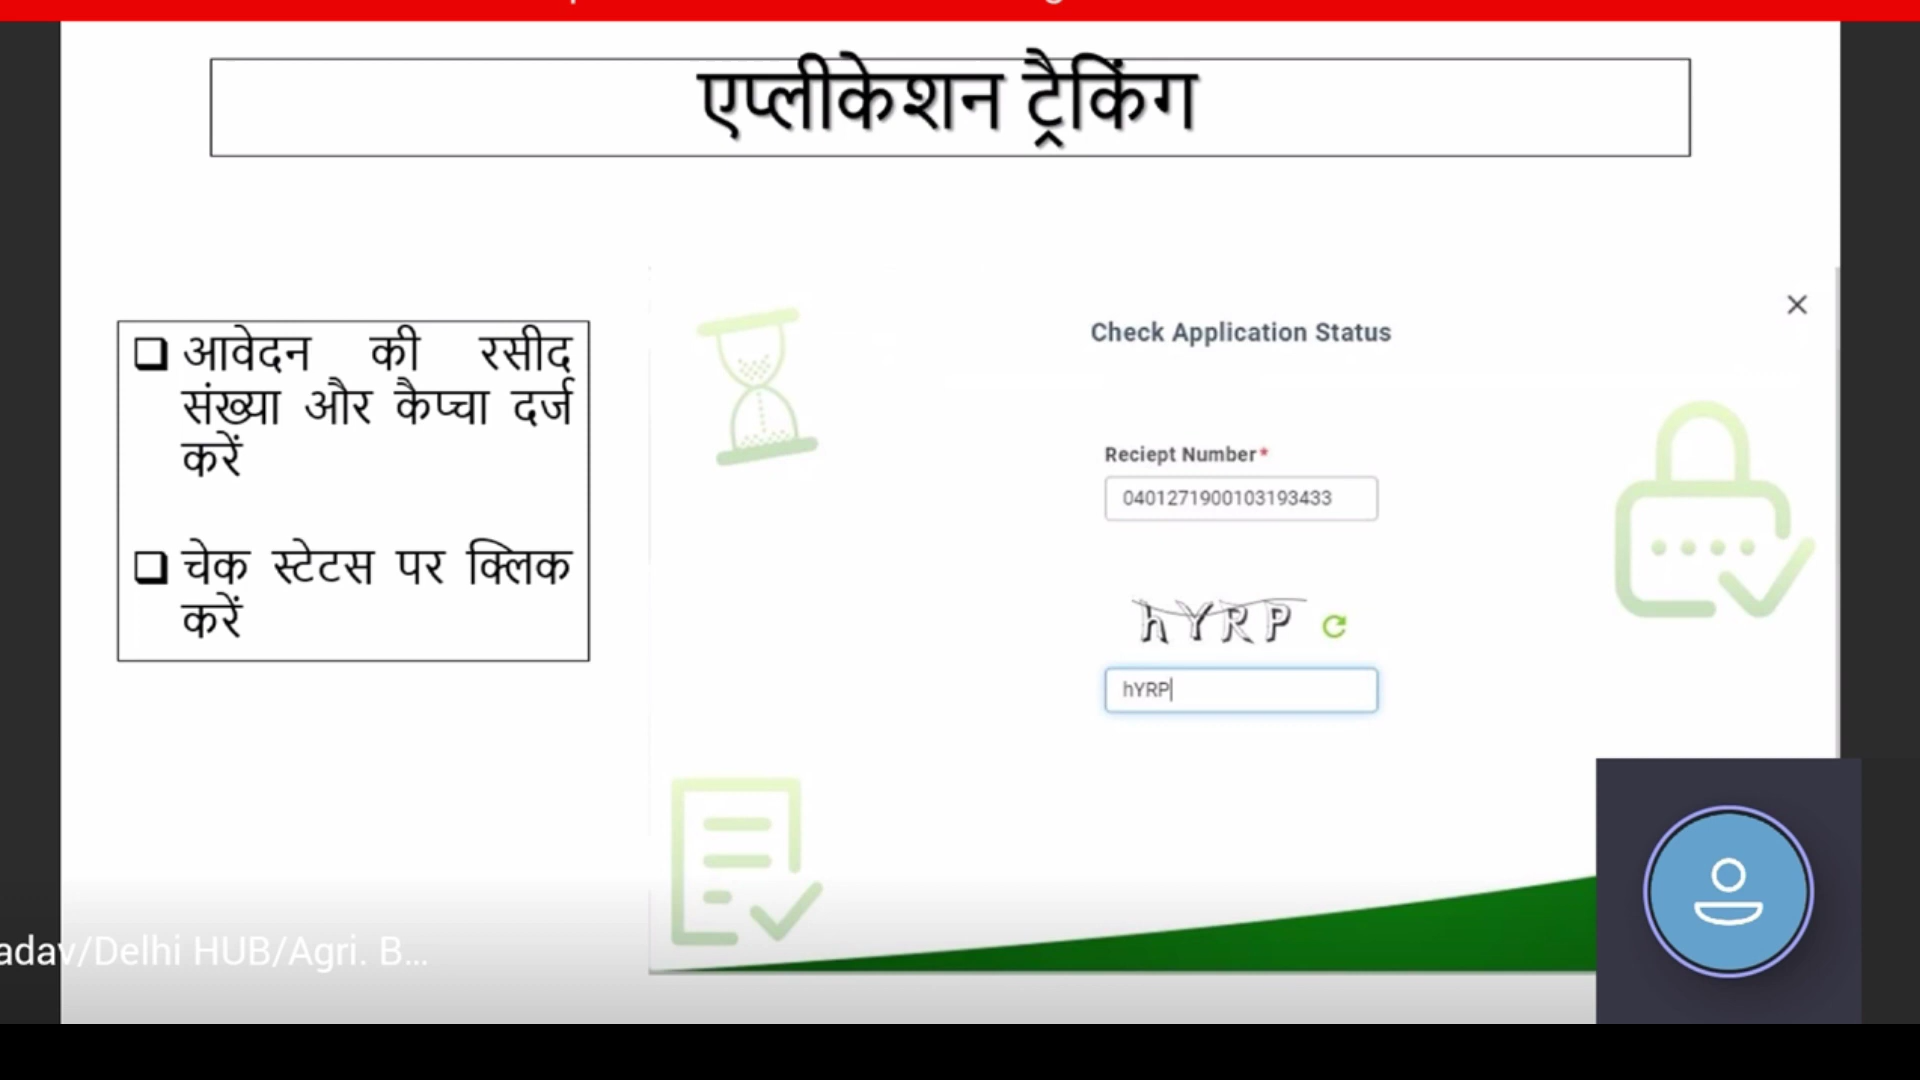 एप्लीकेशन ट्रैकिंग
आवेदन की रसीद
संख्या और कैप्चा दर्ज
करें
चेक स्टेटस पर क्लिक
करें
Check Application Status
Reciept Number*
0401271900103193433
hYRP
hYRP
/Delhi HUB/Agri. B...